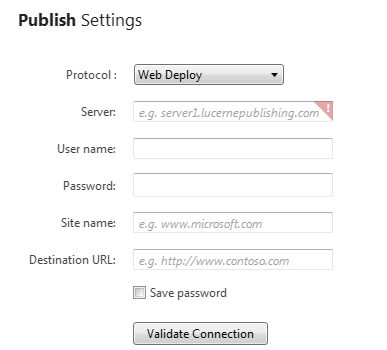 Publish Settings
Protocol : Web Deploy
Server: e.g. server1.lucernepublishing.com !
User name:
Password:
Site name: e.g. www.microsoft.com
Destination URL: e.g. http://www.contoso.com
Save password
Validate Connection